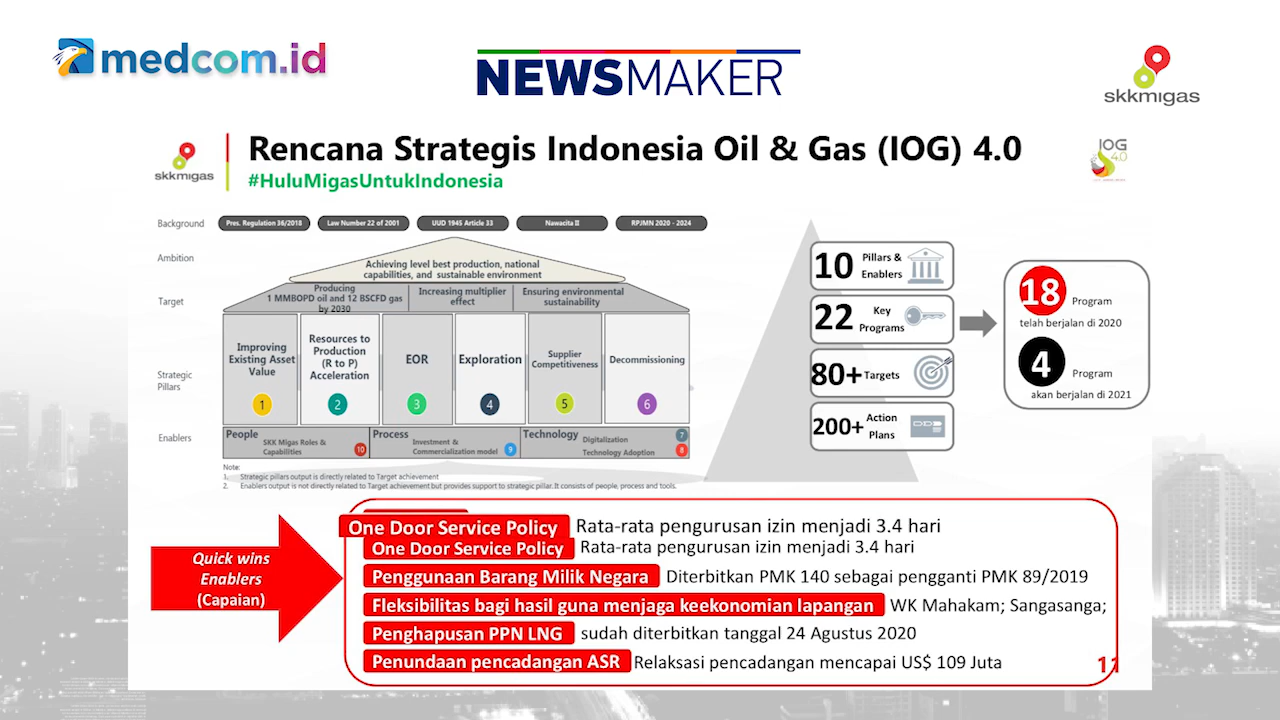 medcom.id
NEWSMAKER
skkmigas
skkmigas
Rencana Strategis Indonesia Oil & Gas (IOG) 4.0
#HuluMigasUntukIndonesia
IOG
4.0
Background
Pres. Regulation 36/2018
Law Number 22 of 2001
UUD 1945 Article 33
Nawacita II
RPJMN 2020 - 2024
Ambition
Achieving level best production, national
capabilities, and sustainable environment
Target
Producing
1 MMBOPD oil and 12 BSCFD gas
by 2030
Increasing multiplier
effect
Ensuring environmental
sustainability
Strategic
Pillars
Improving
Existing Asset
Value
1
Resources to
Production
(R to P)
Acceleration
2
EOR
3
Exploration
4
Supplier
Competitiveness
5
Decommissioning
6
Enablers
People
SKK Migas Roles &
Capabilities
10
Process
Investment &
Commercialization model
9
Technology
Digitalization
7
Technology Adoption
8
Note:
1. Strategic pillars output is directly related to Target achievement
2. Enablers output is not directly related to Target achievement but provides support to strategic pillar. It consists of people, process and tools.
10 Pillars &
Enablers
22 Key
Programs
80+ Targets
200+ Action
Plans
18 Program
telah berjalan di 2020
4 Program
akan berjalan di 2021
Quick wins
Enablers
(Capaian)
One Door Service Policy Rata-rata pengurusan izin menjadi 3.4 hari
One Door Service Policy Rata-rata pengurusan izin menjadi 3.4 hari
Penggunaan Barang Milik Negara Diterbitkan PMK 140 sebagai pengganti PMK 89/2019
Fleksibilitas bagi hasil guna menjaga keekonomian lapangan WK Mahakam; Sangasanga;
Penghapusan PPN LNG sudah diterbitkan tanggal 24 Agustus 2020
Penundaan pencadangan ASR Relaksasi pencadangan mencapai US$ 109 Juta